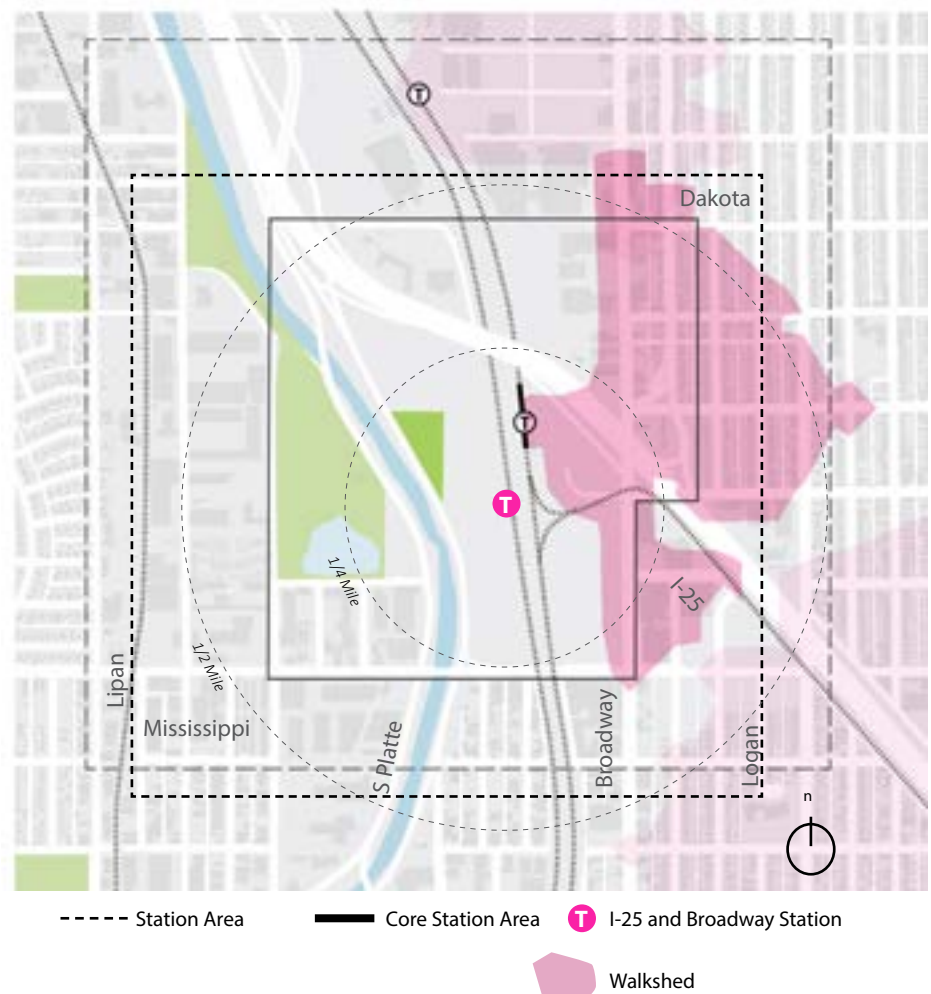 T
Dakota
T
T
1/4 Mile
I-25
1/2 Mile
Lipan
Mississippi
S Platte
Broadway
Logan
n
Station Area
Core Station Area
T I-25 and Broadway Station
Walkshed